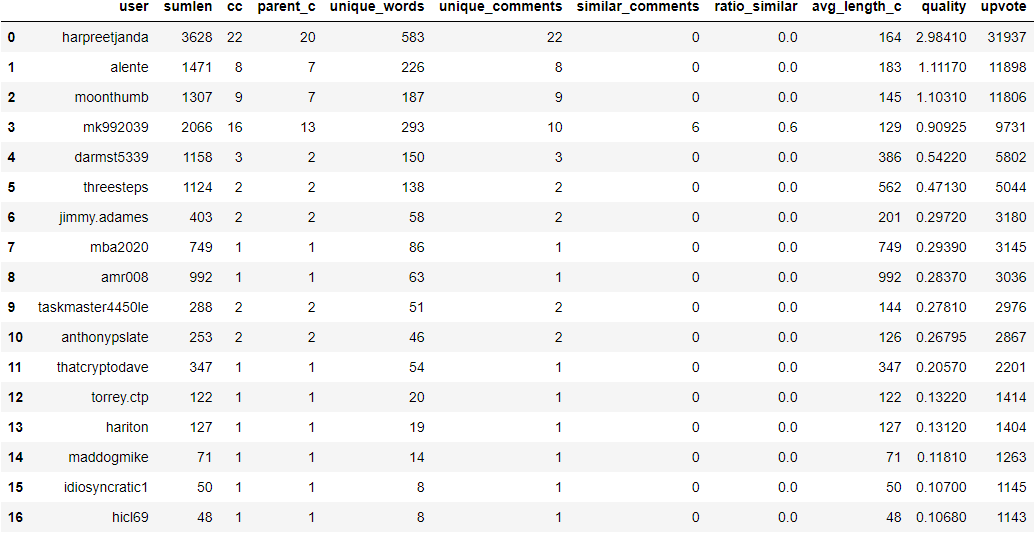 user sumlen cc parent_c unique_words unique_comments similar_comments ratio_similar avg_length_c quality upvote
0 harpreetjanda 3628 22 20 583 22 0 0.0 164 2.98410 31937
1 alente 1471 8 7 226 8 0 0.0 183 1.11170 11898
2 moonthumb 1307 9 7 187 9 0 0.0 145 1.10310 11806
3 mk992039 2066 16 13 293 10 6 0.6 129 0.90925 9731
4 darmst5339 1158 3 2 150 3 0 0.0 386 0.54220 5802
5 threesteps 1124 2 2 138 2 0 0.0 562 0.47130 5044
6 jimmy.adames 403 2 2 58 2 0 0.0 201 0.29720 3180
7 mba2020 749 1 1 86 1 0 0.0 749 0.29390 3145
8 amr008 992 1 1 63 1 0 0.0 992 0.28370 3036
9 taskmaster4450le 288 2 2 51 2 0 0.0 144 0.27810 2976
10 anthonypslate 253 2 2 46 2 0 0.0 126 0.26795 2867
11 thatcryptodave 347 1 1 54 1 0 0.0 347 0.20570 2201
12 torrey.ctp 122 1 1 20 1 0 0.0 122 0.13220 1414
13 hariton 127 1 1 19 1 0 0.0 127 0.13120 1404
14 maddogmike 71 1 1 14 1 0 0.0 71 0.11810 1263
15 idiosyncratic1 50 1 1 8 1 0 0.0 50 0.10700 1145
16 hicl69 48 1 1 8 1 0 0.0 48 0.10680 1143